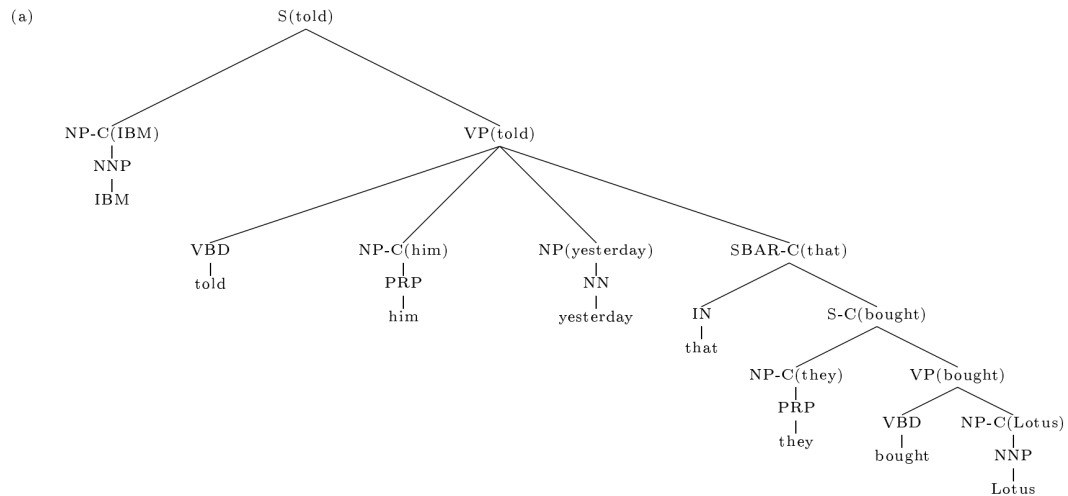 (a)
S(told)
NP-C(IBM) VP(told)
NNP
IBM
VBD NP-C(him) NP(yesterday) SBAR-C(that)
told PRP NN
him yesterday
IN S-C(bought)
that
NP-C(they) VP(bought)
PRP
they
VBD NP-C(Lotus)
bought NNP
Lotus